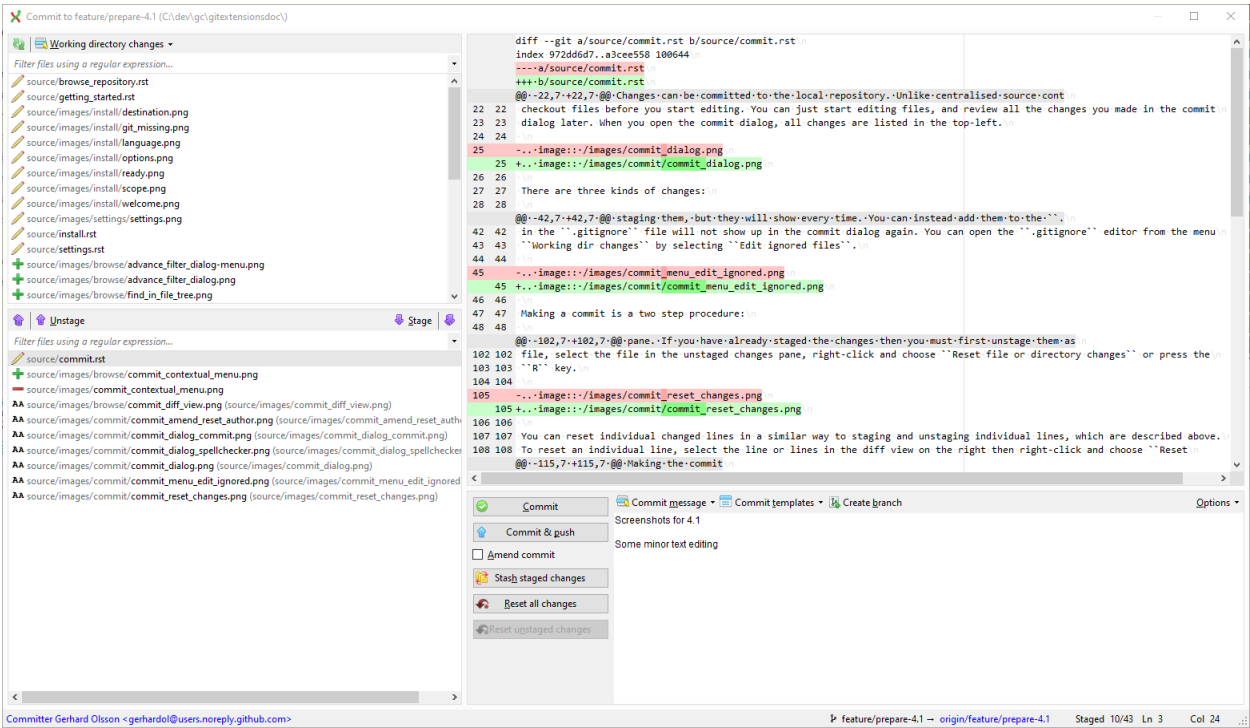 Commit to feature/prepare-4.1 (C:\dev\gc\gitextensionsdoc\)
Working directory changes
Filter files using a regular expression...
source/browse_repository.rst
source/getting_started.rst
source/images/install/destination.png
source/images/install/git_missing.png
source/images/install/language.png
source/images/install/options.png
source/images/install/ready.png
source/images/install/scope.png
source/images/install/welcome.png
source/images/settings/settings.png
source/install.rst
source/settings.rst
source/images/browse/advance_filter_dialog-menu.png
source/images/browse/advance_filter_dialog.png
source/images/browse/find_in_file_tree.png
Unstage
Stage
Filter files using a regular expression...
source/commit.rst
source/images/browse/commit_contextual_menu.png
source/images/commit_contextual_menu.png
AA source/images/browse/commit_diff_view.png (source/images/commit_diff_view.png)
AA source/images/commit/commit_amend_reset_author.png (source/images/commit_amend_reset_auth
AA source/images/commit/commit_dialog_commit.png (source/images/commit_dialog_commit.png)
AA source/images/commit/commit_dialog_spellchecker.png (source/images/commit_dialog_spellchecker
AA source/images/commit/commit_dialog.png (source/images/commit_dialog.png)
AA source/images/commit/commit_menu_edit_ignored.png (source/images/commit_menu_edit_ignored
AA source/images/commit/commit_reset_changes.png (source/images/commit_reset_changes.png)
diff --git a/source/commit.rst b/source/commit.rst\n
index 972dd6d7..a3cee558 100644\n
---·a/source/commit.rst\n
+++·b/source/commit.rst\n
@@·-22,7·+22,7·@@·Changes·can·be·committed·to·the·local·repository.·Unlike·centralised·source·cont
22 22 checkout files before you start editing. You can just start editing files, and review all the changes you made in the commit\n
23 23 dialog later. When you open the commit dialog, all changes are listed in the top-left.\n
24 24 ·\n
25 -..·image::·/images/commit_dialog.png\n
25 +..·image::·/images/commit/commit_dialog.png\n
26 26 ·\n
27 27 There are three kinds of changes:\n
28 28 ·\n
@@·-42,7·+42,7·@@·staging·them,·but·they·will·show·every·time.·You·can·instead·add·them·to·the·``.\n
42 42 in the ``.gitignore`` file will not show up in the commit dialog again. You can open the ``.gitignore`` editor from the menu\n
43 43 ``Working dir changes`` by selecting ``Edit ignored files``.\n
44 44 ·\n
45 -..·image::·/images/commit_menu_edit_ignored.png\n
45 +..·image::·/images/commit/commit_menu_edit_ignored.png\n
46 46 ·\n
47 47 Making a commit is a two step procedure:\n
48 48 ·\n
@@·-102,7·+102,7·@@·pane.·If·you·have·already·staged·the·changes·then·you·must·first·unstage·them·as
102 102 file, select the file in the unstaged changes pane, right-click and choose ``Reset file or directory changes`` or press the\n
103 103 ``R`` key.\n
104 104 ·\n
105 -..·image::·/images/commit_reset_changes.png\n
105 +..·image::·/images/commit/commit_reset_changes.png\n
106 106 ·\n
107 107 You can reset individual changed lines in a similar way to staging and unstaging individual lines, which are described above.\n
108 108 To reset an individual line, select the line or lines in the diff view on the right then right-click and choose ``Reset
@@·-115,7·+115,7·@@·Making·the·commit\n
Commit
Commit & push
Amend commit
Stash staged changes
Reset all changes
Reset unstaged changes
Commit message
Commit templates
Create branch
Options
Screenshots for 4.1
Some minor text editing
Committer Gerhard Olsson <gerhardol@users.noreply.github.com>
feature/prepare-4.1 → origin/feature/prepare-4.1
Staged 10/43 Ln 3 Col 24